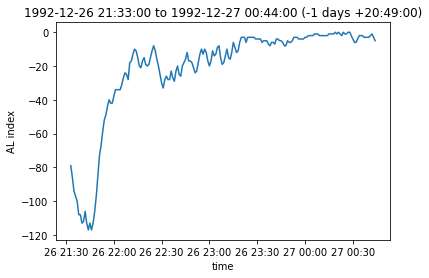 1992-12-26 21:33:00 to 1992-12-27 00:44:00 (-1 days +20:49:00)
0
−20
−40
−60
−80
−100
−120
AL index
26 21:30 26 22:00 26 22:30 26 23:00 26 23:30 27 00:00 27 00:30
time